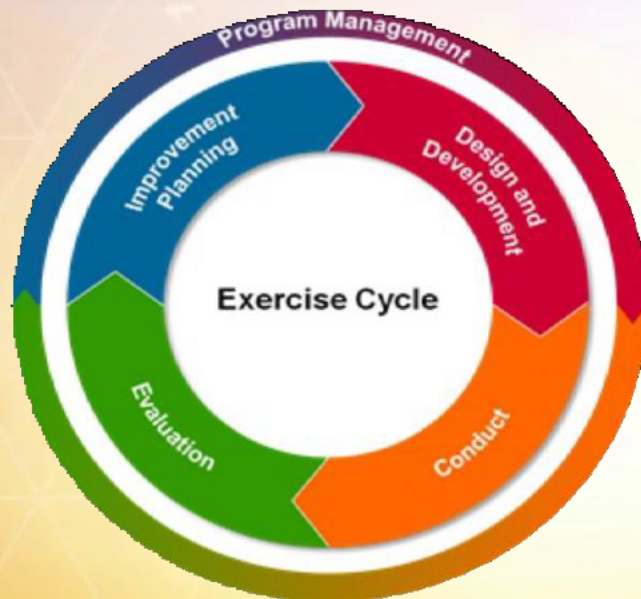 Program Management
Improvement
Planning
Design and
Development
Exercise Cycle
Evaluation
Conduct